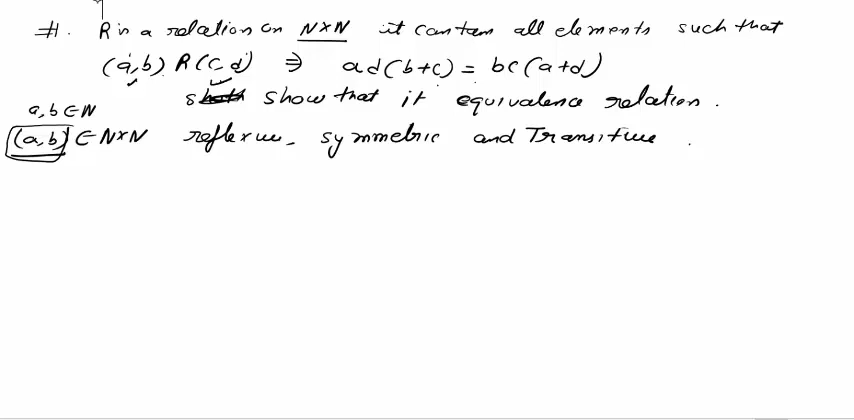 #. R is a relation on N×N it contain all elements such that
(a,b) R (c,d) ⇒ ad(b+c) = bc(a+d)
show that it equivalence relation.
a,b ∈ N
(a,b) ∈ N×N reflexive, symmetric and Transitive.